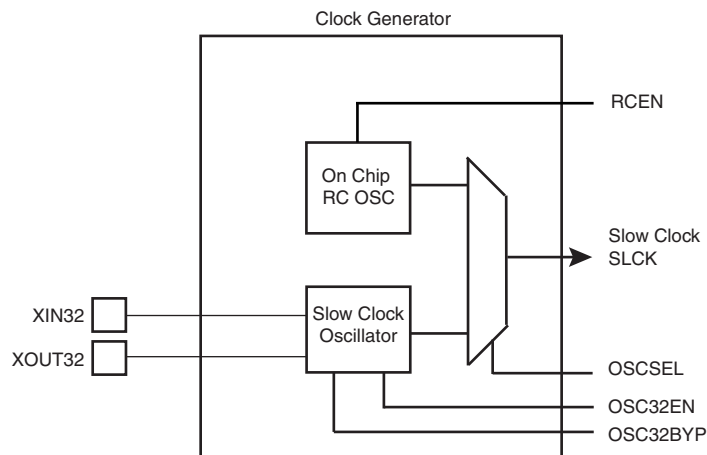 Clock Generator
RCEN
On Chip
RC OSC
Slow Clock
SLCK
XIN32
Slow Clock
Oscillator
XOUT32
OSCSEL
OSC32EN
OSC32BYP